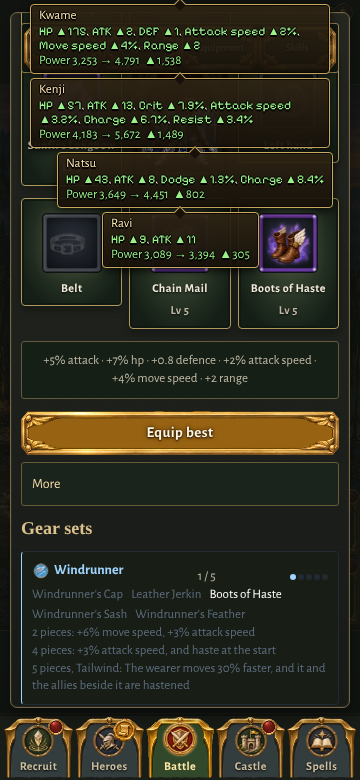 Kwame
HP ▲175, ATK ▲2, DEF ▲1, Attack speed ▲2%,
Move speed ▲4%, Range ▲2
Power 3,253 → 4,791 ▲1,538
Kenji
HP ▲57, ATK ▲13, Crit ▲7.9%, Attack speed
▲3.2%, Charge ▲6.7%, Resist ▲3.4%
Power 4,183 → 5,672 ▲1,489
Natsu
HP ▲43, ATK ▲8, Dodge ▲1.3%, Charge ▲8.4%
Power 3,649 → 4,451 ▲802
Ravi
HP ▲9, ATK ▲11
Power 3,089 → 3,394 ▲305
Belt
Chain Mail
Lv 5
Boots of Haste
Lv 5
+5% attack · +7% hp · +0.8 defence · +2% attack speed ·
+4% move speed · +2 range
Equip best
More
Gear sets
Windrunner
1 / 5
Windrunner's Cap Leather Jerkin Boots of Haste
Windrunner's Sash Windrunner's Feather
2 pieces: +6% move speed, +3% attack speed
4 pieces: +3% attack speed, and haste at the start
5 pieces, Tailwind: The wearer moves 30% faster, and it and
the allies beside it are hastened
Recruit
Heroes
Battle
Castle
Spells